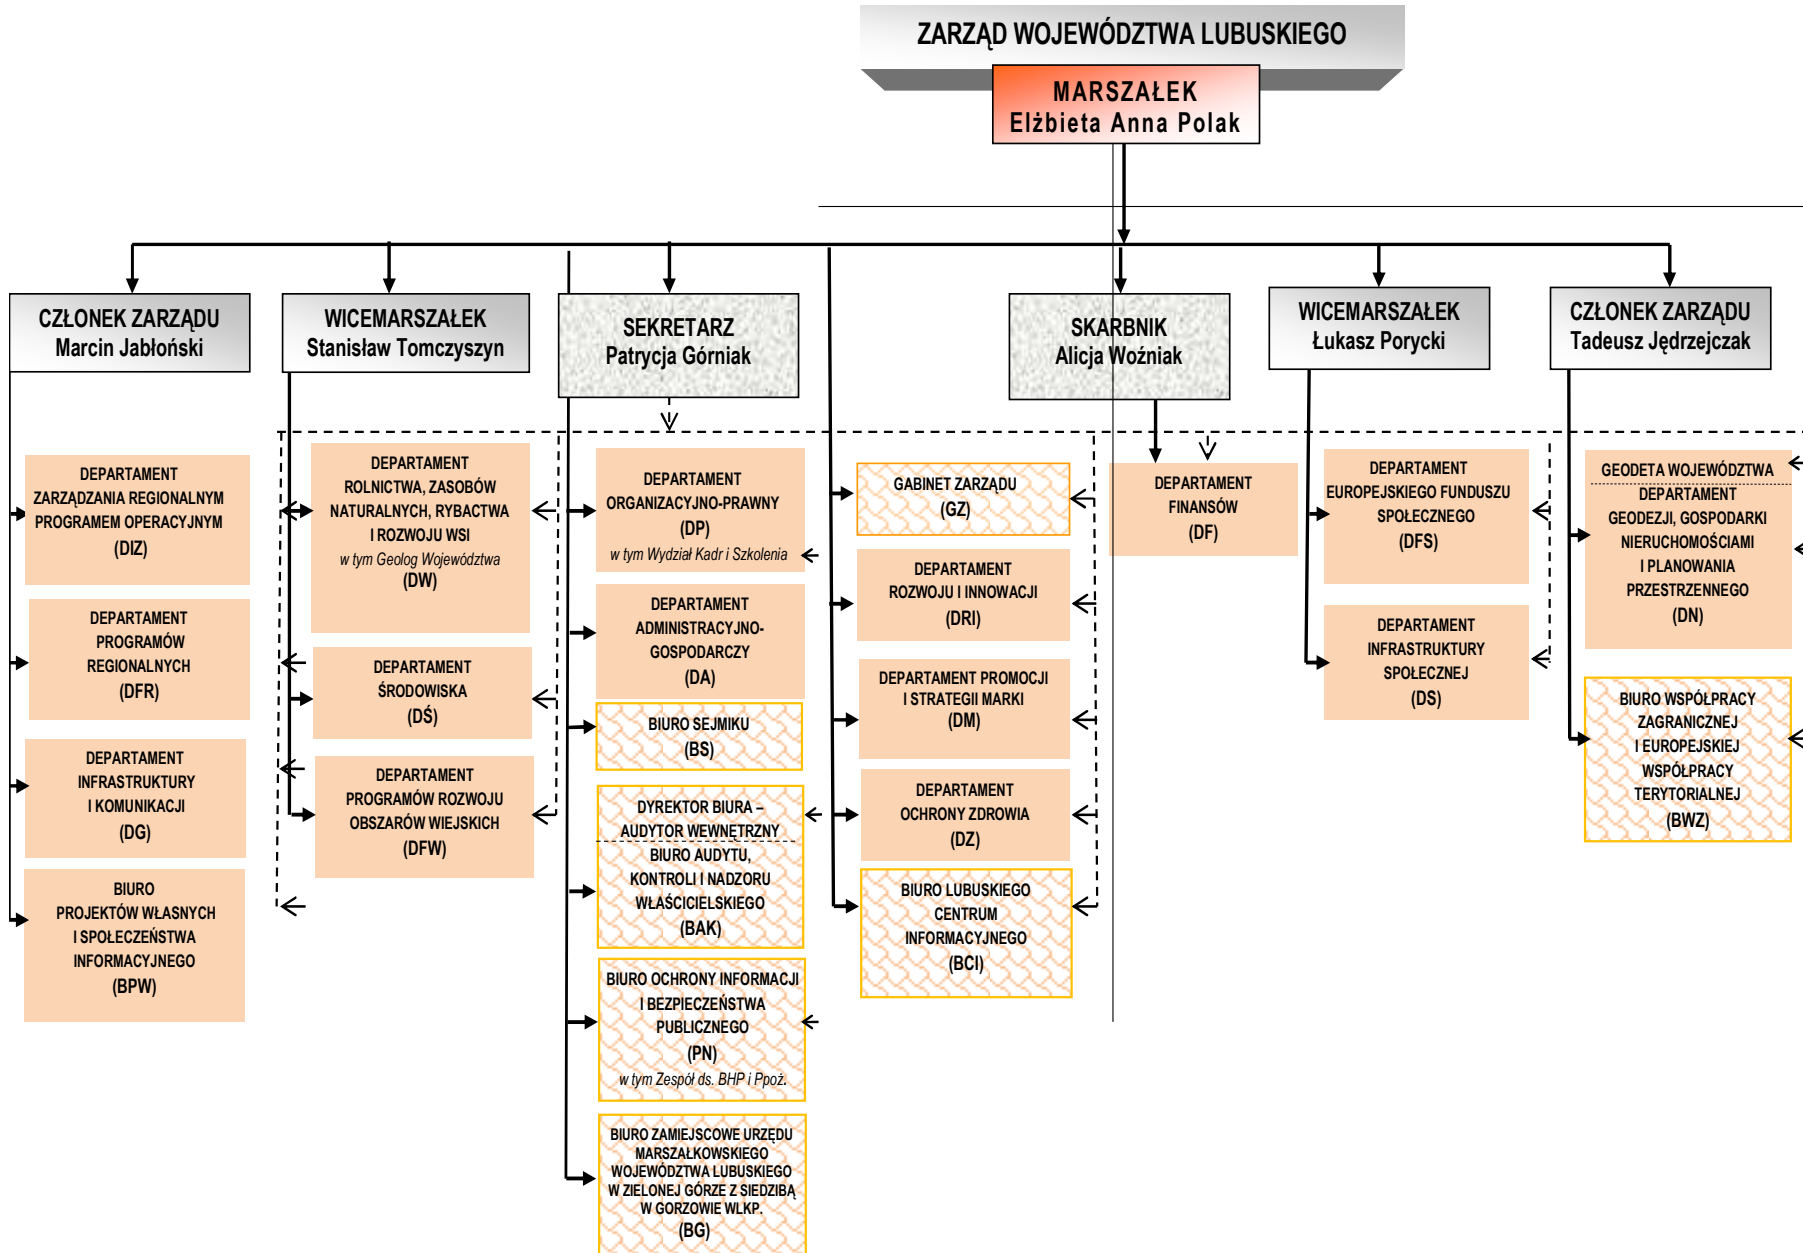 ZARZĄD WOJEWÓDZTWA LUBUSKIEGO
MARSZAŁEK
Elżbieta Anna Polak
CZŁONEK ZARZĄDU
Marcin Jabłoński
WICEMARSZAŁEK
Stanisław Tomczyszyn
SEKRETARZ
Patrycja Górniak
SKARBNIK
Alicja Woźniak
WICEMARSZAŁEK
Łukasz Porycki
CZŁONEK ZARZĄDU
Tadeusz Jędrzejczak
DEPARTAMENT
ZARZĄDZANIA REGIONALNYM
PROGRAMEM OPERACYJNYM
(DIZ)
DEPARTAMENT
PROGRAMÓW
REGIONALNYCH
(DFR)
DEPARTAMENT
INFRASTRUKTURY
I KOMUNIKACJI
(DG)
BIURO
PROJEKTÓW WŁASNYCH
I SPOŁECZEŃSTWA
INFORMACYJNEGO
(BPW)
DEPARTAMENT
ROLNICTWA, ZASOBÓW
NATURALNYCH, RYBACTWA
I ROZWOJU WSI
w tym Geolog Województwa
(DW)
DEPARTAMENT
ŚRODOWISKA
(DŚ)
DEPARTAMENT
PROGRAMÓW ROZWOJU
OBSZARÓW WIEJSKICH
(DFW)
DEPARTAMENT
ORGANIZACYJNO-PRAWNY
(DP)
w tym Wydział Kadr i Szkolenia
DEPARTAMENT
ADMINISTRACYJNO-
GOSPODARCZY
(DA)
BIURO SEJMIKU
(BS)
DYREKTOR BIURA –
AUDYTOR WEWNĘTRZNY
BIURO AUDYTU,
KONTROLI I NADZORU
WŁAŚCICIELSKIEGO
(BAK)
BIURO OCHRONY INFORMACJI
I BEZPIECZEŃSTWA
PUBLICZNEGO
(PN)
w tym Zespół ds. BHP i Ppoż.
BIURO ZAMIEJSCOWE URZĘDU
MARSZAŁKOWSKIEGO
WOJEWÓDZTWA LUBUSKIEGO
W ZIELONEJ GÓRZE Z SIEDZIBĄ
W GORZOWIE WLKP.
(BG)
GABINET ZARZĄDU
(GZ)
DEPARTAMENT
ROZWOJU I INNOWACJI
(DRI)
DEPARTAMENT PROMOCJI
I STRATEGII MARKI
(DM)
DEPARTAMENT
OCHRONY ZDROWIA
(DZ)
BIURO LUBUSKIEGO
CENTRUM
INFORMACYJNEGO
(BCI)
DEPARTAMENT
FINANSÓW
(DF)
DEPARTAMENT
EUROPEJSKIEGO FUNDUSZU
SPOŁECZNEGO
(DFS)
DEPARTAMENT
INFRASTRUKTURY
SPOŁECZNEJ
(DS)
GEODETA WOJEWÓDZTWA
DEPARTAMENT
GEODEZJI, GOSPODARKI
NIERUCHOMOŚCIAMI
I PLANOWANIA
PRZESTRZENNEGO
(DN)
BIURO WSPÓŁPRACY
ZAGRANICZNEJ
I EUROPEJSKIEJ
WSPÓŁPRACY
TERYTORIALNEJ
(BWZ)